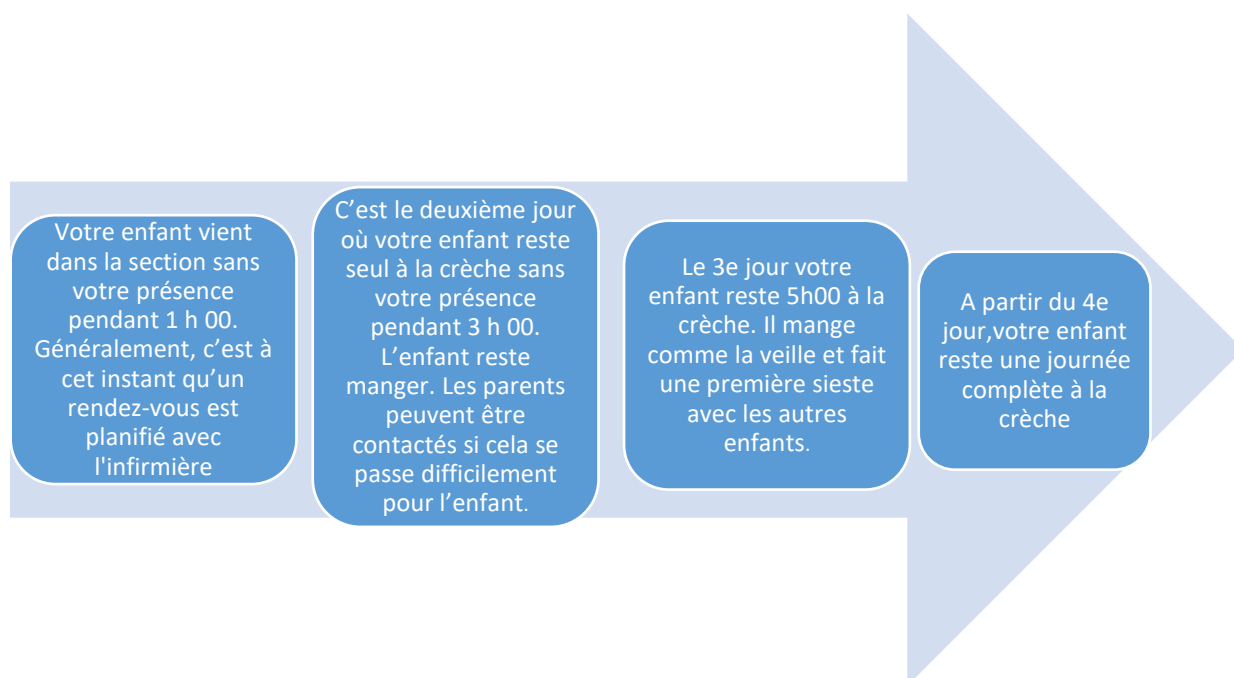 Votre enfant vient
dans la section sans
votre présence
pendant 1 h 00.
Généralement, c’est à
cet instant qu’un
rendez-vous est
planifié avec
l'infirmière
C’est le deuxième jour
où votre enfant reste
seul à la crèche sans
votre présence
pendant 3 h 00.
L’enfant reste
manger. Les parents
peuvent être
contactés si cela se
passe difficilement
pour l’enfant.
Le 3e jour votre
enfant reste 5h00 à la
crèche. Il mange
comme la veille et fait
une première sieste
avec les autres
enfants.
A partir du 4e
jour,votre enfant
reste une journée
complète à la
crèche